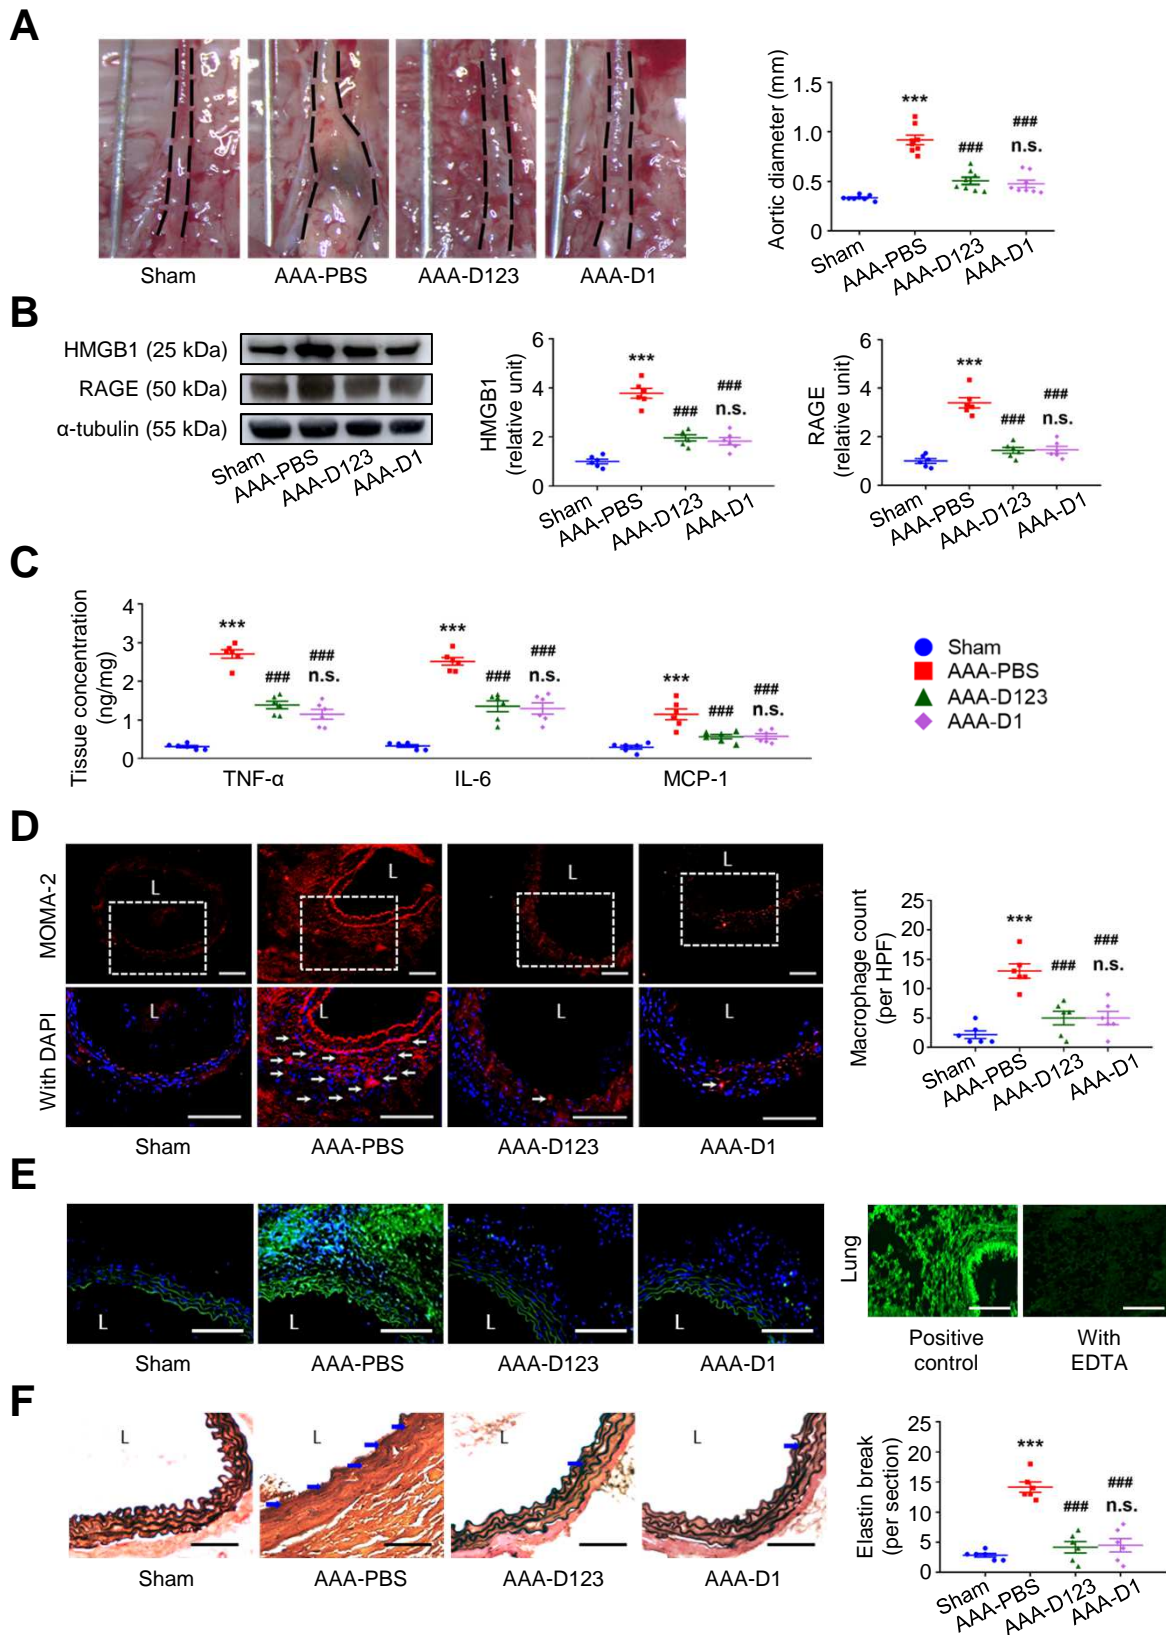 A
Sham
AAA-PBS
AAA-D123
AAA-D1
Aortic diameter (mm)
1.5
1.0
0.5
0
***
###
###
n.s.
Sham
AAA-PBS
AAA-D123
AAA-D1
B
HMGB1 (25 kDa)
RAGE (50 kDa)
α-tubulin (55 kDa)
Sham
AAA-PBS
AAA-D123
AAA-D1
HMGB1
(relative unit)
6
4
2
0
***
###
###
n.s.
Sham
AAA-PBS
AAA-D123
AAA-D1
RAGE
(relative unit)
6
4
2
0
***
###
###
n.s.
Sham
AAA-PBS
AAA-D123
AAA-D1
C
Tissue concentration
(ng/mg)
4
3
2
1
0
***
###
###
n.s.
***
###
###
n.s.
***
###
###
n.s.
TNF-α
IL-6
MCP-1
Sham
AAA-PBS
AAA-D123
AAA-D1
D
MOMA-2
L
L
L
L
With DAPI
L
L
L
L
Sham
AAA-PBS
AAA-D123
AAA-D1
Macrophage count
(per HPF)
25
20
15
10
5
0
***
###
###
n.s.
Sham
AAA-PBS
AAA-D123
AAA-D1
E
L
L
L
L
Sham
AAA-PBS
AAA-D123
AAA-D1
Lung
Positive
control
With
EDTA
F
L
L
L
L
Sham
AAA-PBS
AAA-D123
AAA-D1
Elastin break
(per section)
25
20
15
10
5
0
***
###
###
n.s.
Sham
AAA-PBS
AAA-D123
AAA-D1